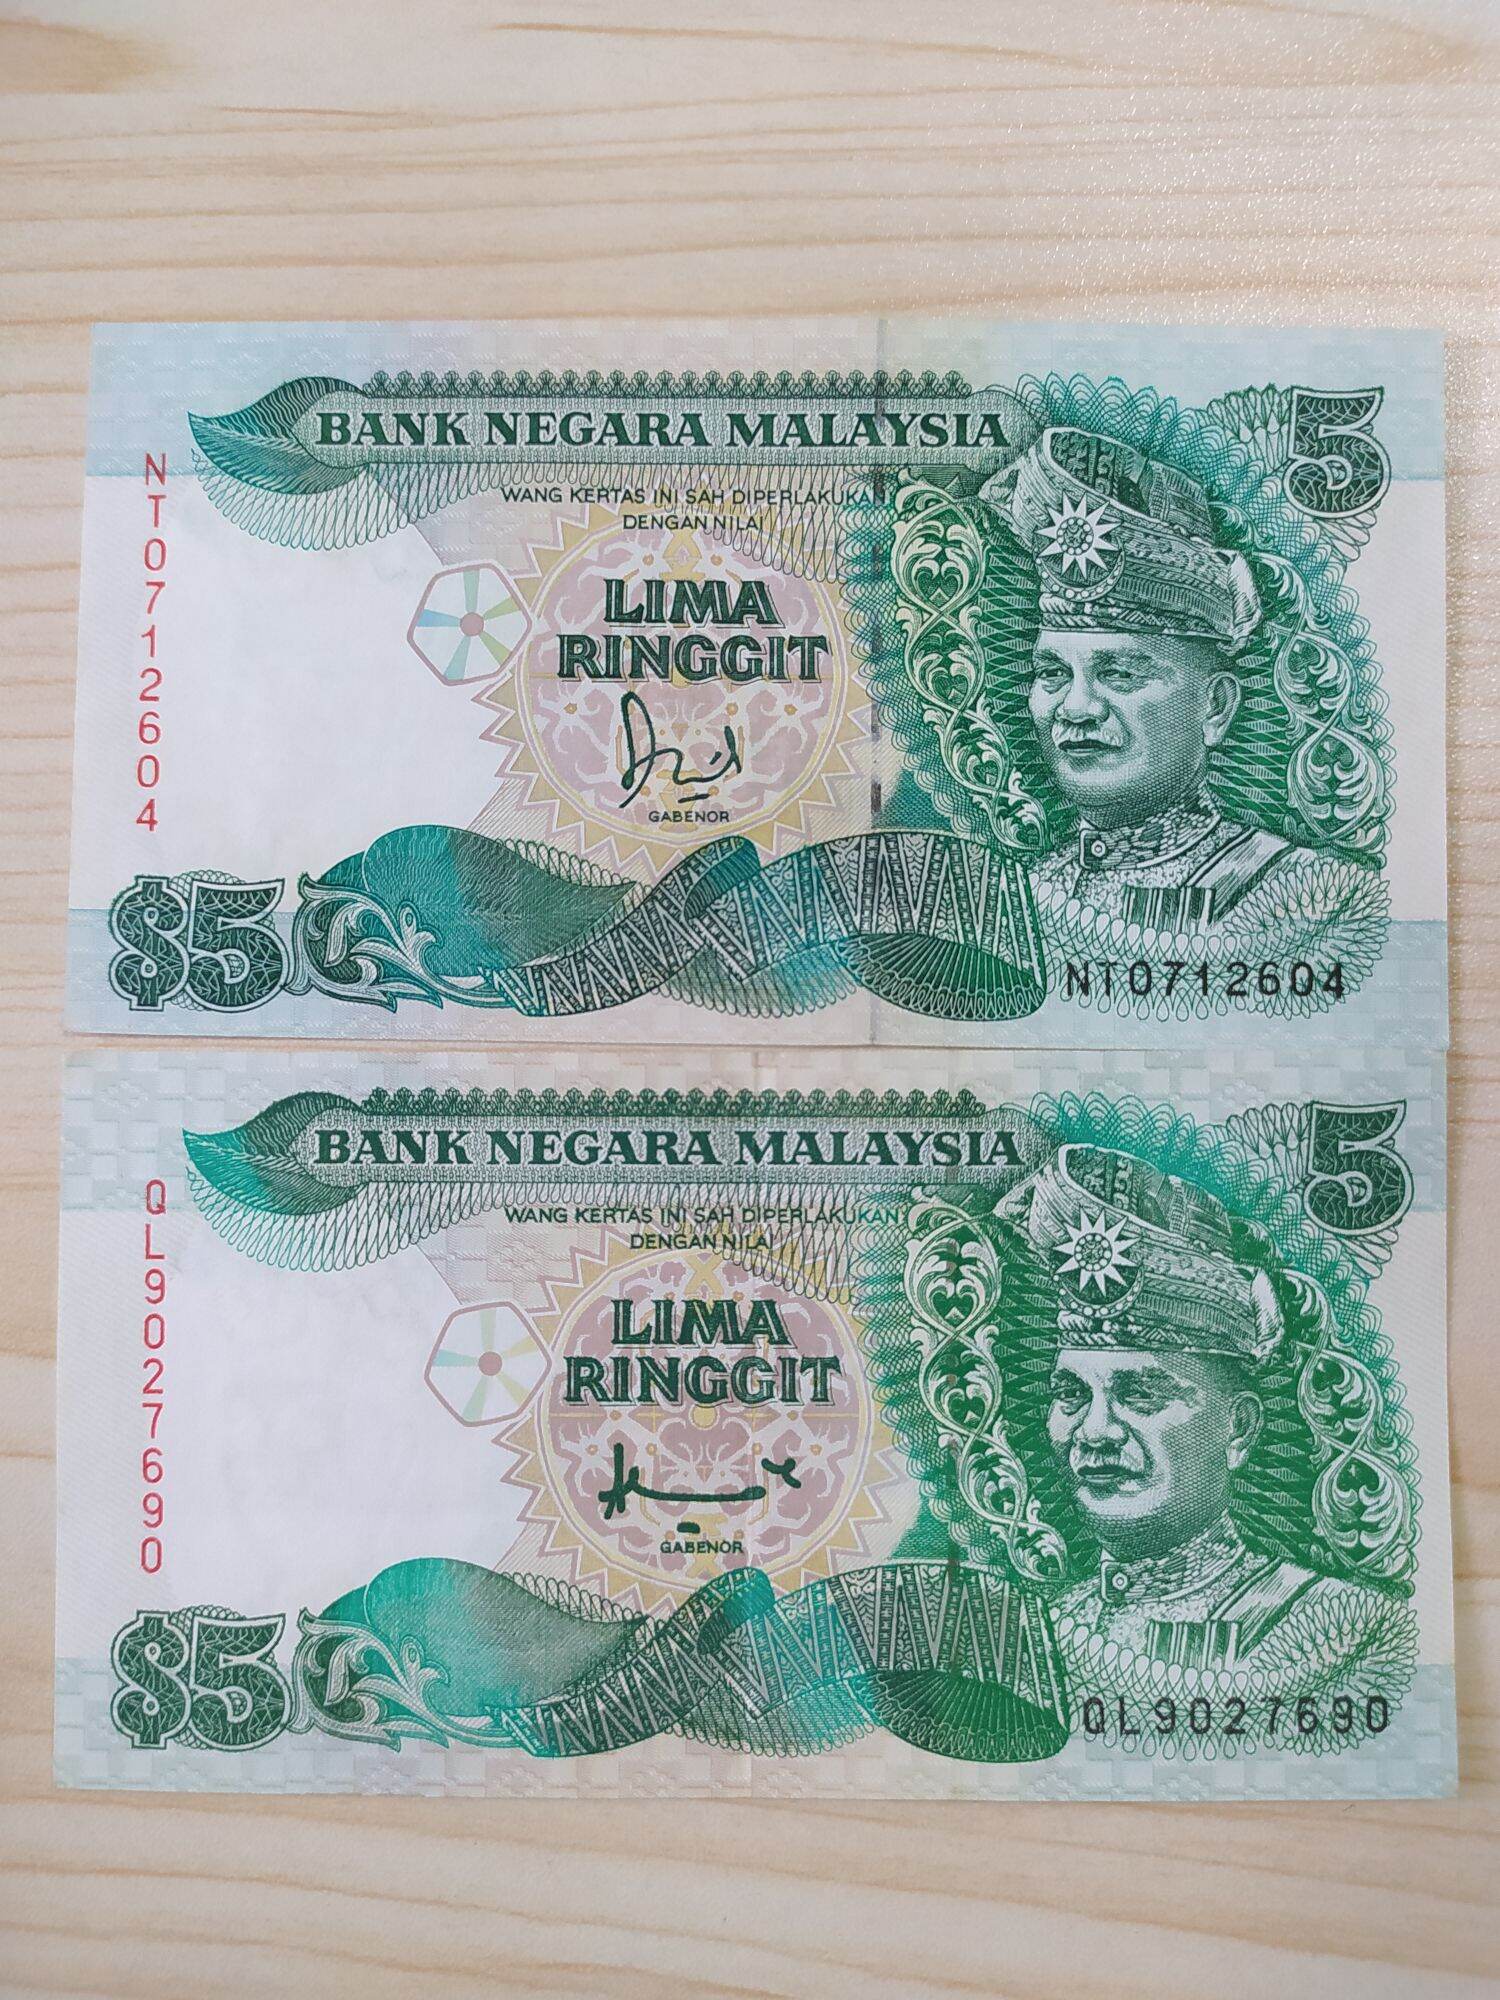 BANK NEGARA MALAYSIA
5
WANG KERTAS INI SAH DIPERLAKUKAN
DENGAN NILAI
NT0712604
LIMA
RINGGIT
GABENOR
$5
NT0712604
BANK NEGARA MALAYSIA
5
WANG KERTAS INI SAH DIPERLAKUKAN
DENGAN NILAI
QL9027690
LIMA
RINGGIT
GABENOR
$5
QL9027690